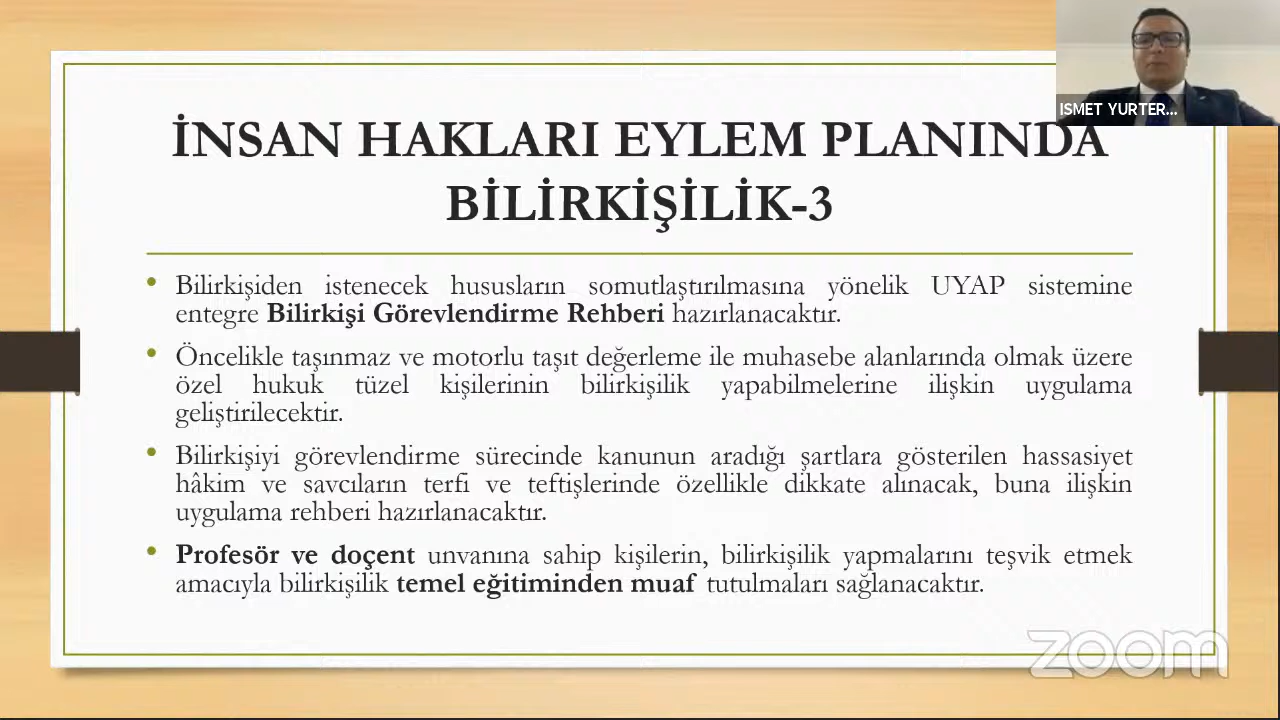 ISMET YURTER...
İNSAN HAKLARI EYLEM PLANINDA
BİLİRKİŞİLİK-3
• Bilirkişiden istenecek hususların somutlaştırılmasına yönelik UYAP sistemine
entegre Bilirkişi Görevlendirme Rehberi hazırlanacaktır.
• Öncelikle taşınmaz ve motorlu taşıt değerleme ile muhasebe alanlarında olmak üzere
özel hukuk tüzel kişilerinin bilirkişilik yapabilmelerine ilişkin uygulama
geliştirilecektir.
• Bilirkişiyi görevlendirme sürecinde kanunun aradığı şartlara gösterilen hassasiyet
hâkim ve savcıların terfi ve teftişlerinde özellikle dikkate alınacak, buna ilişkin
uygulama rehberi hazırlanacaktır.
• Profesör ve doçent unvanına sahip kişilerin, bilirkişilik yapmalarını teşvik etmek
amacıyla bilirkişilik temel eğitiminden muaf tutulmaları sağlanacaktır.
zoom